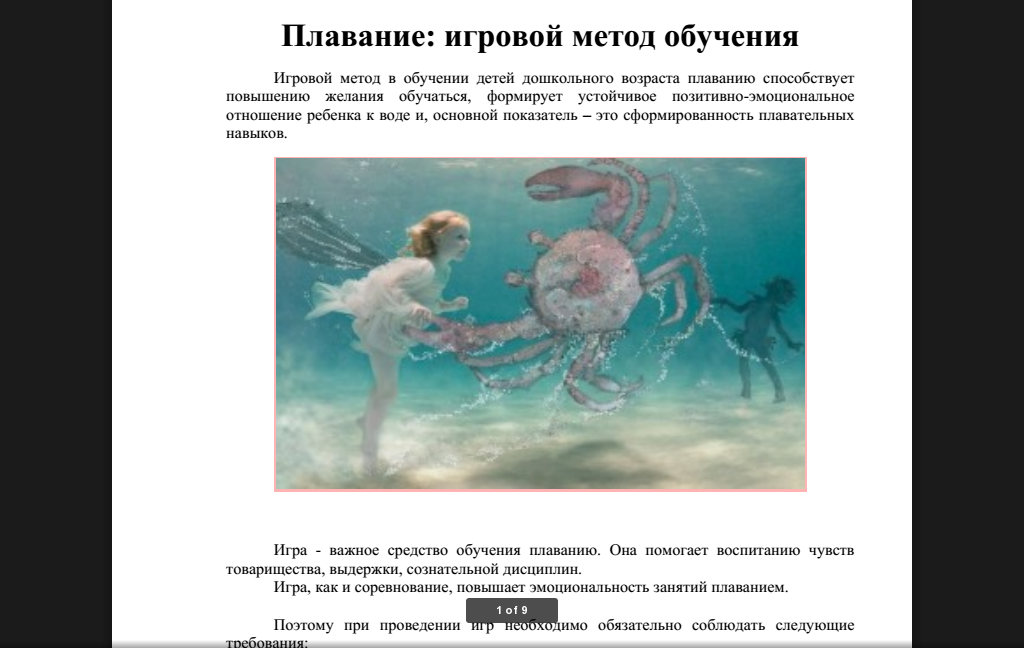 Плавание: игровой метод обучения
Игровой метод в обучении детей дошкольного возраста плаванию способствует
повышению желания обучаться, формирует устойчивое позитивно-эмоциональное
отношение ребенка к воде и, основной показатель – это сформированность плавательных
навыков.
Игра - важное средство обучения плаванию. Она помогает воспитанию чувств
товарищества, выдержки, сознательной дисциплин.
Игра, как и соревнование, повышает эмоциональность занятий плаванием.
1 of 9
Поэтому при проведении игр необходимо обязательно соблюдать следующие
требования: